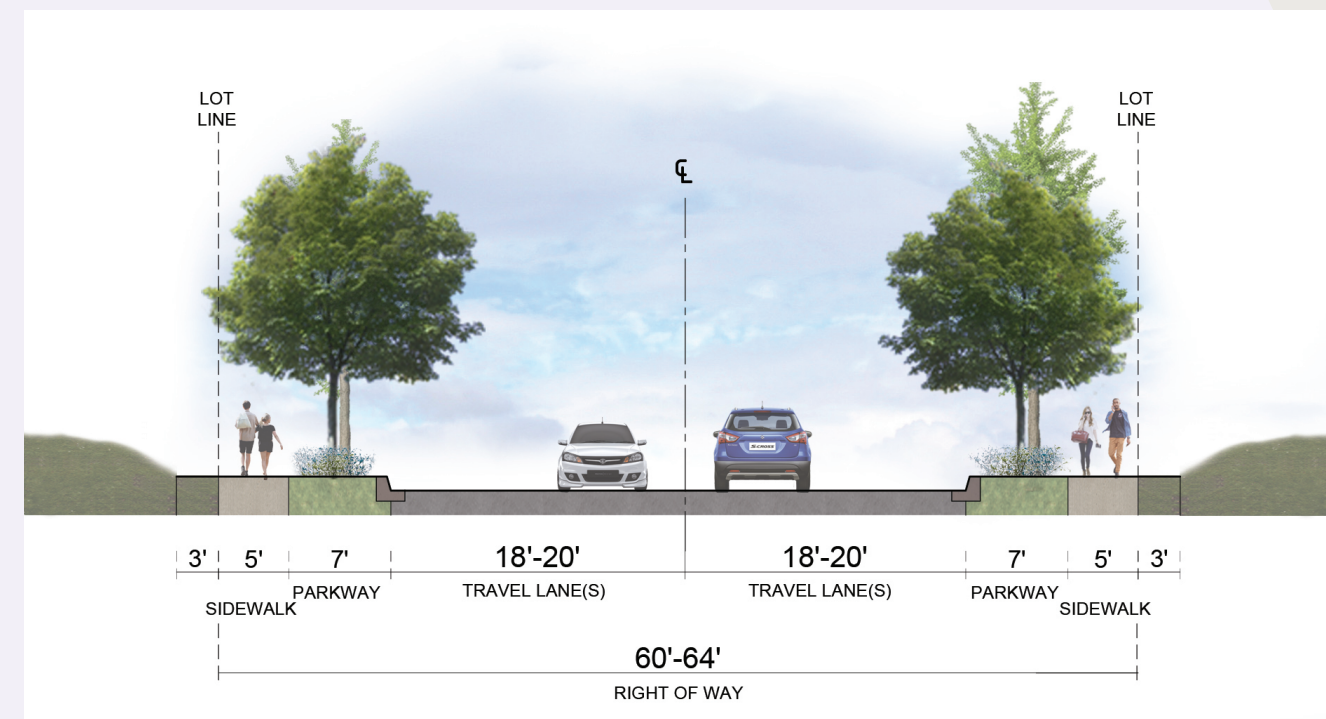 LOT
LINE
LOT
LINE
℄
S-CROSS
3' 5' 7' 18'-20' 18'-20' 7' 5' 3'
PARKWAY TRAVEL LANE(S) TRAVEL LANE(S) PARKWAY
SIDEWALK SIDEWALK
60'-64'
RIGHT OF WAY